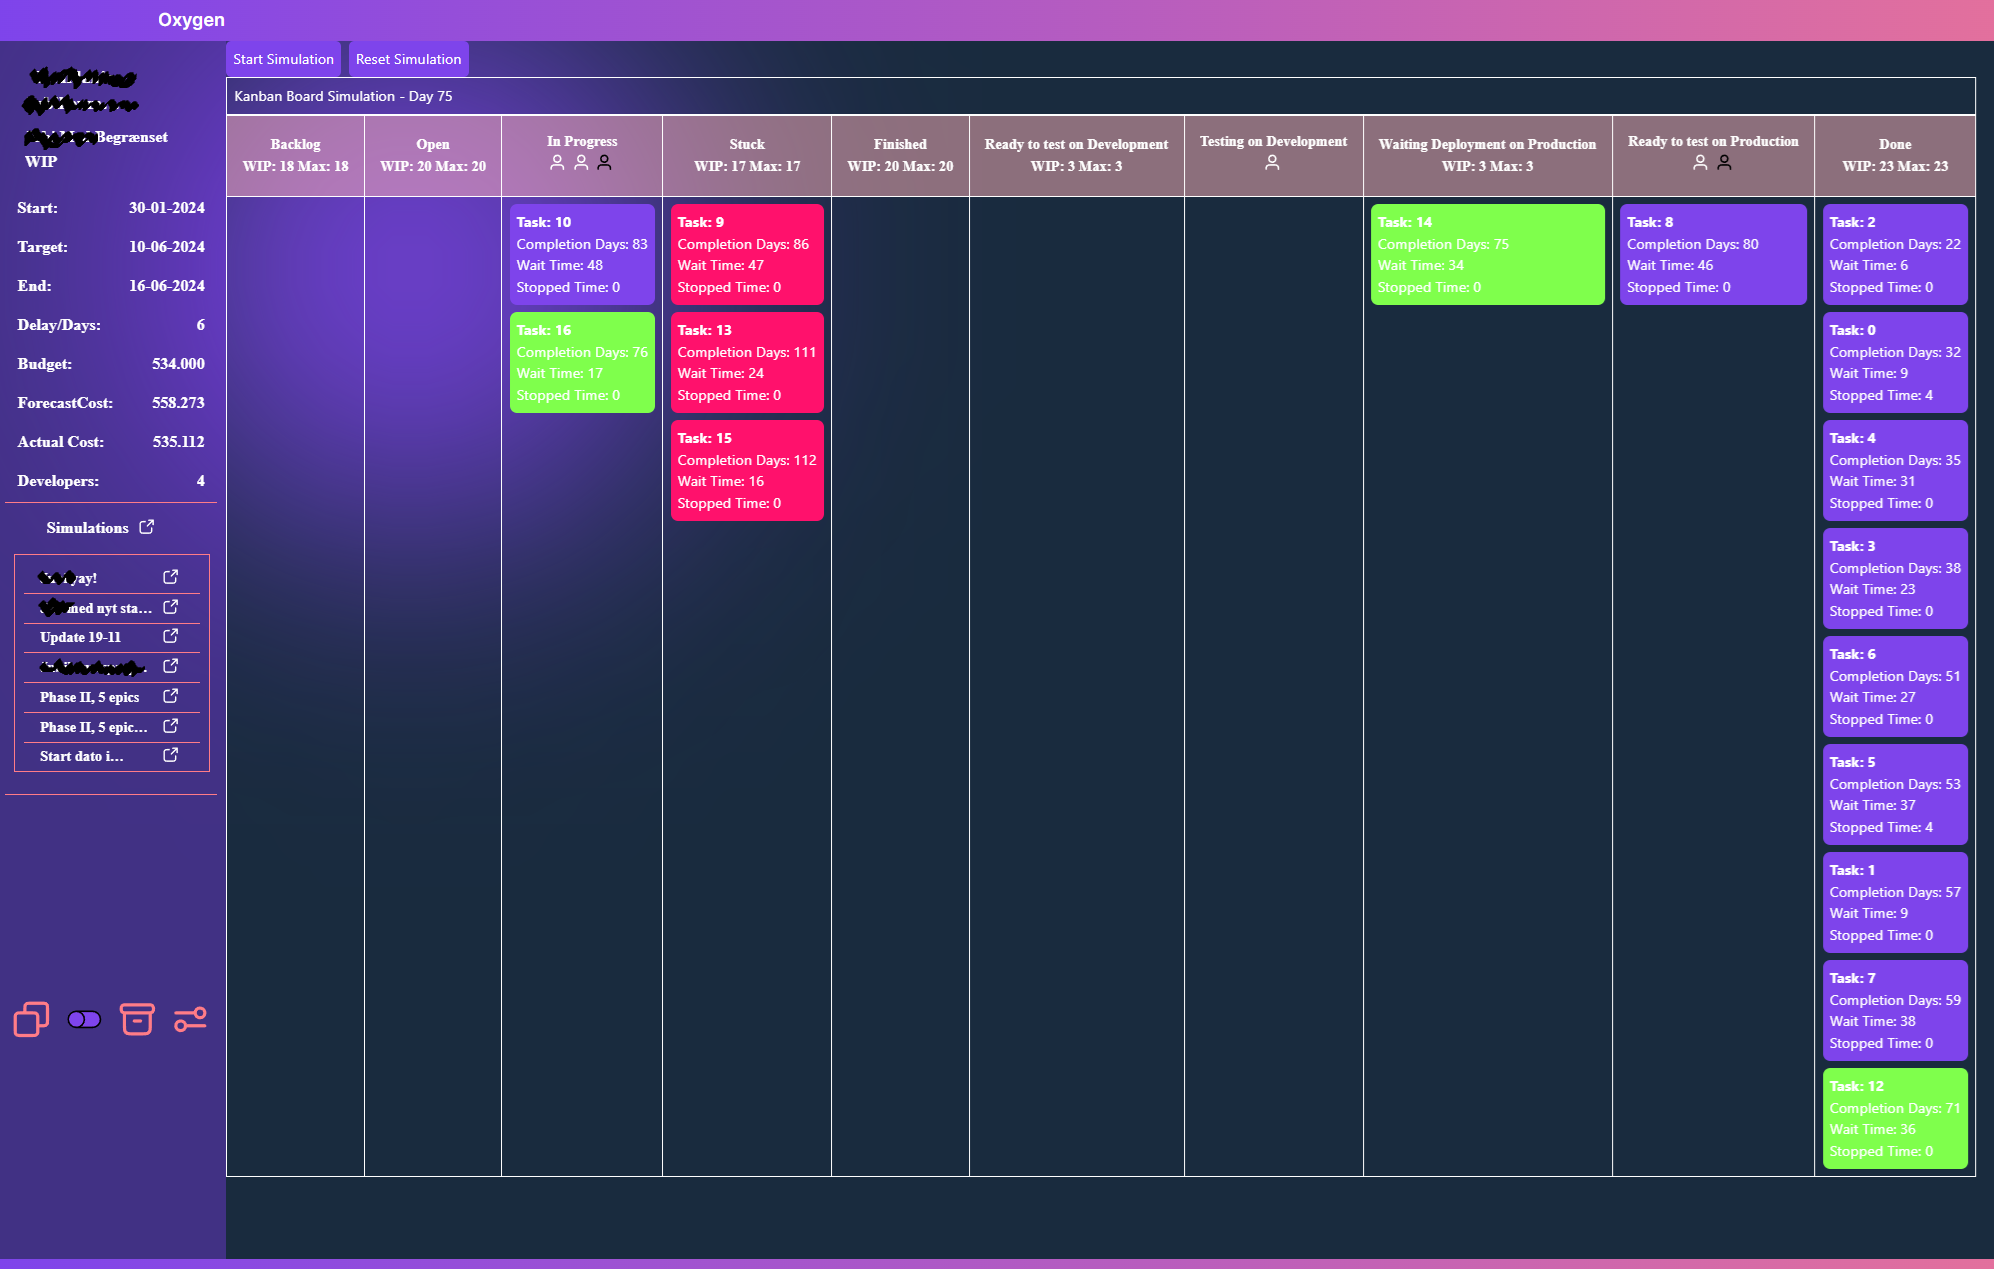 Oxygen
Begrænset
WIP
Start: 30-01-2024
Target: 10-06-2024
End: 16-06-2024
Delay/Days: 6
Budget: 534.000
ForecastCost: 558.273
Actual Cost: 535.112
Developers: 4
Simulations
yay!
med nyt sta...
Update 19-11
Phase II, 5 epics
Phase II, 5 epic...
Start dato i...
Start Simulation
Reset Simulation
Kanban Board Simulation - Day 75
Backlog
WIP: 18 Max: 18
Open
WIP: 20 Max: 20
In Progress
Task: 10
Completion Days: 83
Wait Time: 48
Stopped Time: 0
Task: 16
Completion Days: 76
Wait Time: 17
Stopped Time: 0
Stuck
WIP: 17 Max: 17
Task: 9
Completion Days: 86
Wait Time: 47
Stopped Time: 0
Task: 13
Completion Days: 111
Wait Time: 24
Stopped Time: 0
Task: 15
Completion Days: 112
Wait Time: 16
Stopped Time: 0
Finished
WIP: 20 Max: 20
Ready to test on Development
WIP: 3 Max: 3
Testing on Development
Waiting Deployment on Production
WIP: 3 Max: 3
Task: 14
Completion Days: 75
Wait Time: 34
Stopped Time: 0
Ready to test on Production
Task: 8
Completion Days: 80
Wait Time: 46
Stopped Time: 0
Done
WIP: 23 Max: 23
Task: 2
Completion Days: 22
Wait Time: 6
Stopped Time: 0
Task: 0
Completion Days: 32
Wait Time: 9
Stopped Time: 4
Task: 4
Completion Days: 35
Wait Time: 31
Stopped Time: 0
Task: 3
Completion Days: 38
Wait Time: 23
Stopped Time: 0
Task: 6
Completion Days: 51
Wait Time: 27
Stopped Time: 0
Task: 5
Completion Days: 53
Wait Time: 37
Stopped Time: 4
Task: 1
Completion Days: 57
Wait Time: 9
Stopped Time: 0
Task: 7
Completion Days: 59
Wait Time: 38
Stopped Time: 0
Task: 12
Completion Days: 71
Wait Time: 36
Stopped Time: 0